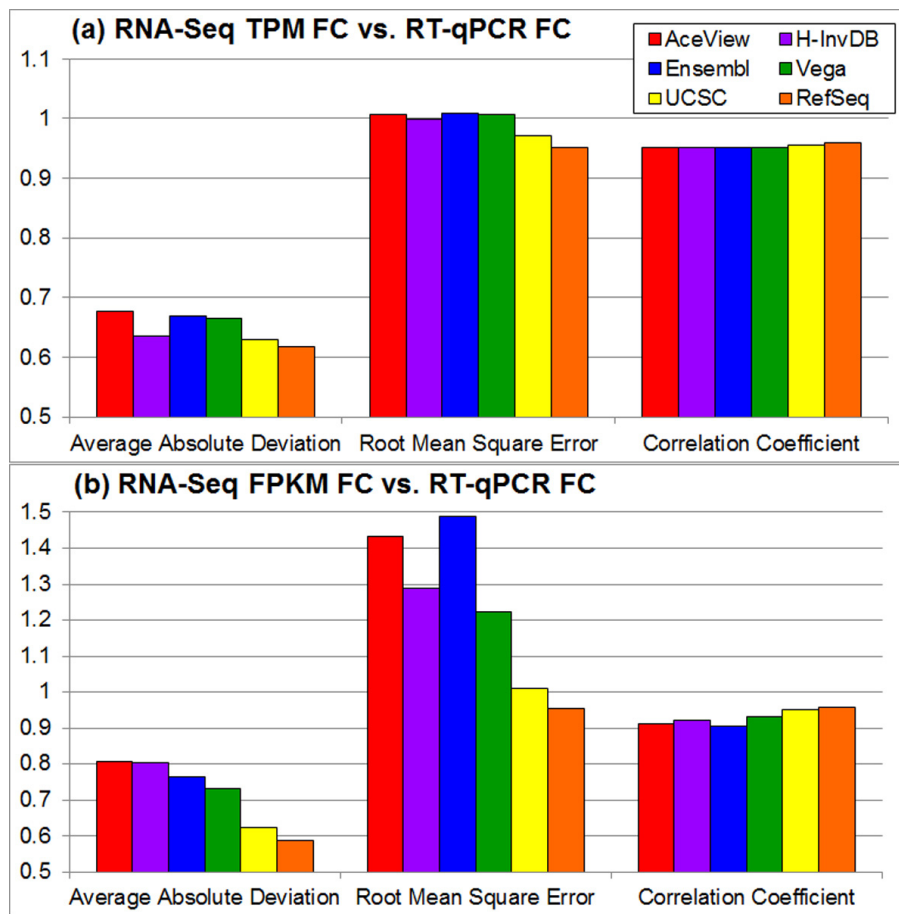 (a) RNA-Seq TPM FC vs. RT-qPCR FC
AceView H-InvDB
Ensembl Vega
UCSC RefSeq
1.1
1
0.9
0.8
0.7
0.6
0.5
Average Absolute Deviation Root Mean Square Error Correlation Coefficient
(b) RNA-Seq FPKM FC vs. RT-qPCR FC
1.5
1.4
1.3
1.2
1.1
1
0.9
0.8
0.7
0.6
0.5
Average Absolute Deviation Root Mean Square Error Correlation Coefficient